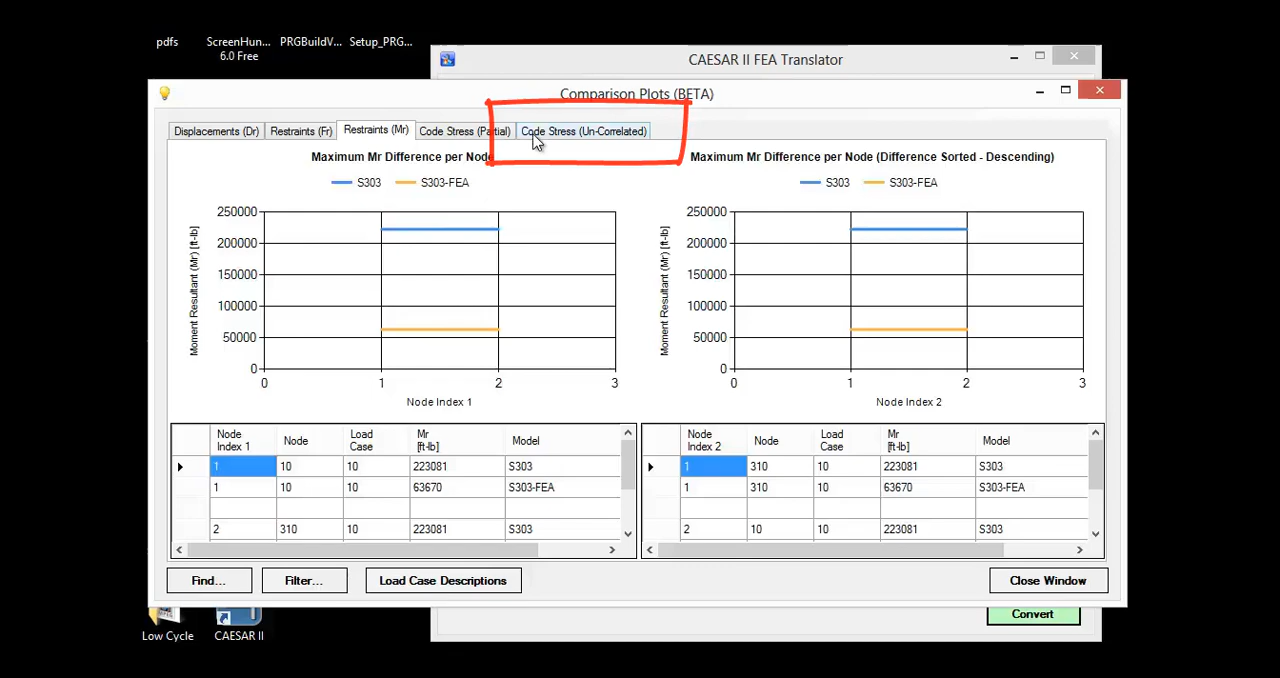 pdfs
ScreenHun...
6.0 Free
PRGBuildV...
Setup_PRG...
CAESAR II FEA Translator
Comparison Plots (BETA)
Displacements (Dr)
Restraints (Fr)
Restraints (Mr)
Code Stress (Partial)
Code Stress (Un-Correlated)
Maximum Mr Difference per Node
S303
S303-FEA
Moment Resultant (Mr) [ft-lb]
250000
200000
150000
100000
50000
0
0 1 2 3
Node Index 1
Maximum Mr Difference per Node (Difference Sorted - Descending)
S303
S303-FEA
Moment Resultant (Mr) [ft-lb]
250000
200000
150000
100000
50000
0
0 1 2 3
Node Index 2
Node Index 1 Node Load Case Mr [ft-lb] Model
1 10 10 223081 S303
1 10 10 63670 S303-FEA
2 310 10 223081 S303
Node Index 2 Node Load Case Mr [ft-lb] Model
1 310 10 223081 S303
1 310 10 63670 S303-FEA
2 10 10 223081 S303
Find...
Filter...
Load Case Descriptions
Close Window
Convert
Low Cycle
CAESAR II